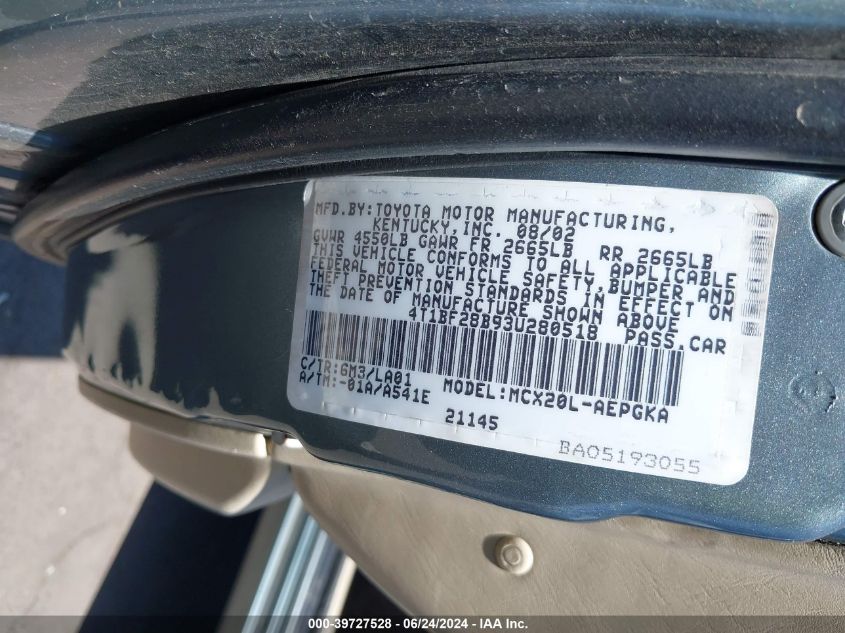 MFD.BY:TOYOTA MOTOR MANUFACTURING,
KENTUCKY,INC. 08/02
GVWR 4550LB GAWR FR 2665LB RR 2665LB
THIS VEHICLE CONFORMS TO ALL APPLICABLE
FEDERAL MOTOR VEHICLE SAFETY,BUMPER AND
THEFT PREVENTION STANDARDS IN EFFECT ON
THE DATE OF MANUFACTURE SHOWN ABOVE
4T1BF28B93U280518 PASS.CAR
C/TR:6M3/LA01
A/TM:-01A/A541E MODEL:MCX20L-AEPGKA
21145
BA05193055
000-39727528 - 06/24/2024 - IAA Inc.